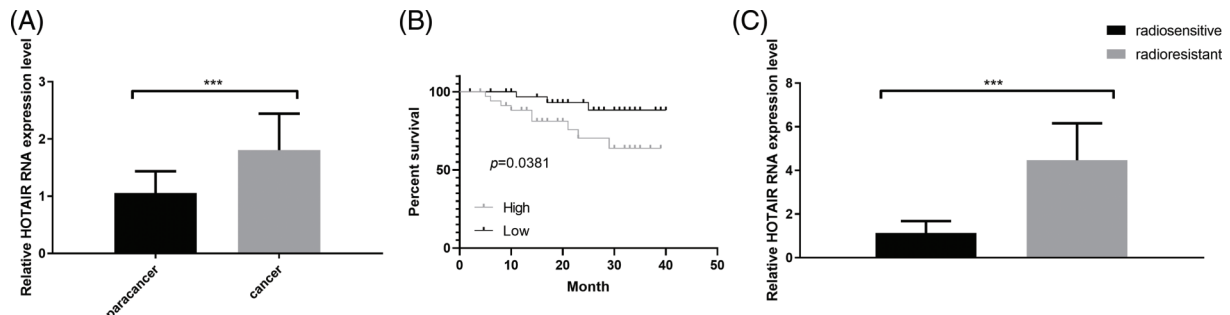 (A)
Relative HOTAIR RNA expression level
3
2
1
0
***
paracancer
cancer
(B)
Percent survival
100
50
0
p=0.0381
High
Low
0 10 20 30 40 50
Month
(C)
radiosensitive
radioresistant
Relative HOTAIR RNA expression level
8
6
4
2
0
***